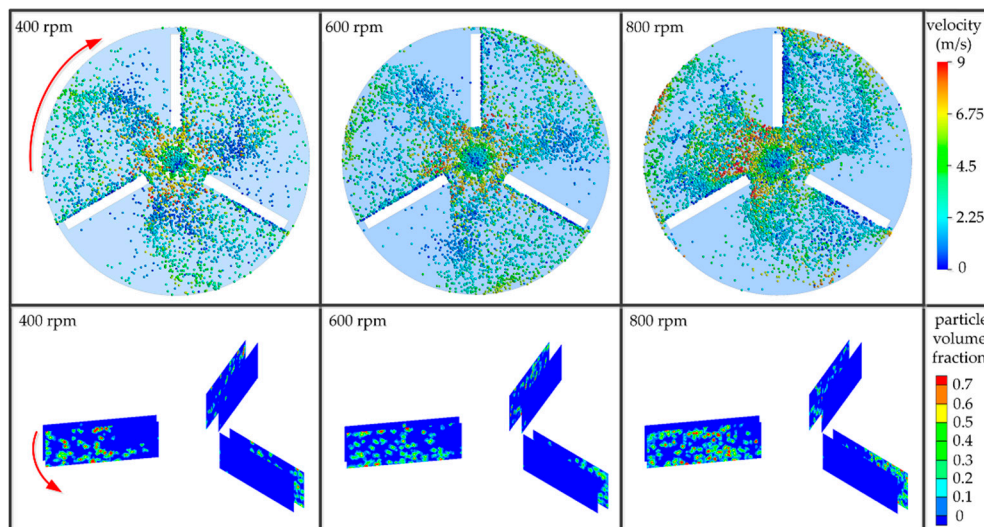 400 rpm
600 rpm
800 rpm
velocity
(m/s)
9
6.75
4.5
2.25
0
400 rpm
600 rpm
800 rpm
particle
volume
fraction
0.7
0.6
0.5
0.4
0.3
0.2
0.1
0